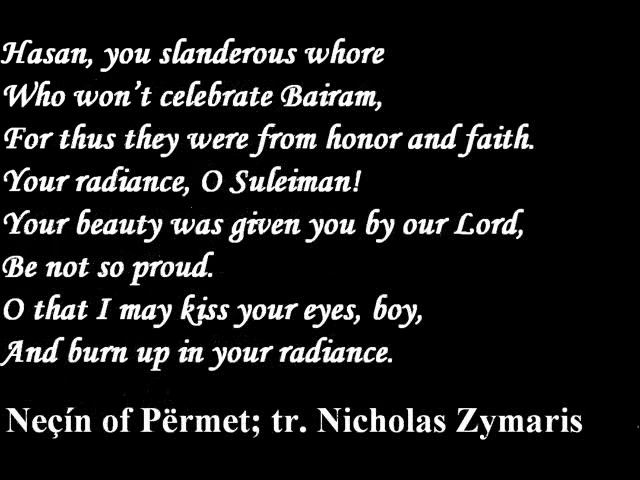 Hasan, you slanderous whore
Who won't celebrate Bairam,
For thus they were from honor and faith.
Your radiance, O Suleiman!
Your beauty was given you by our Lord,
Be not so proud.
O that I may kiss your eyes, boy,
And burn up in your radiance.
Neçín of Përmet; tr. Nicholas Zymaris